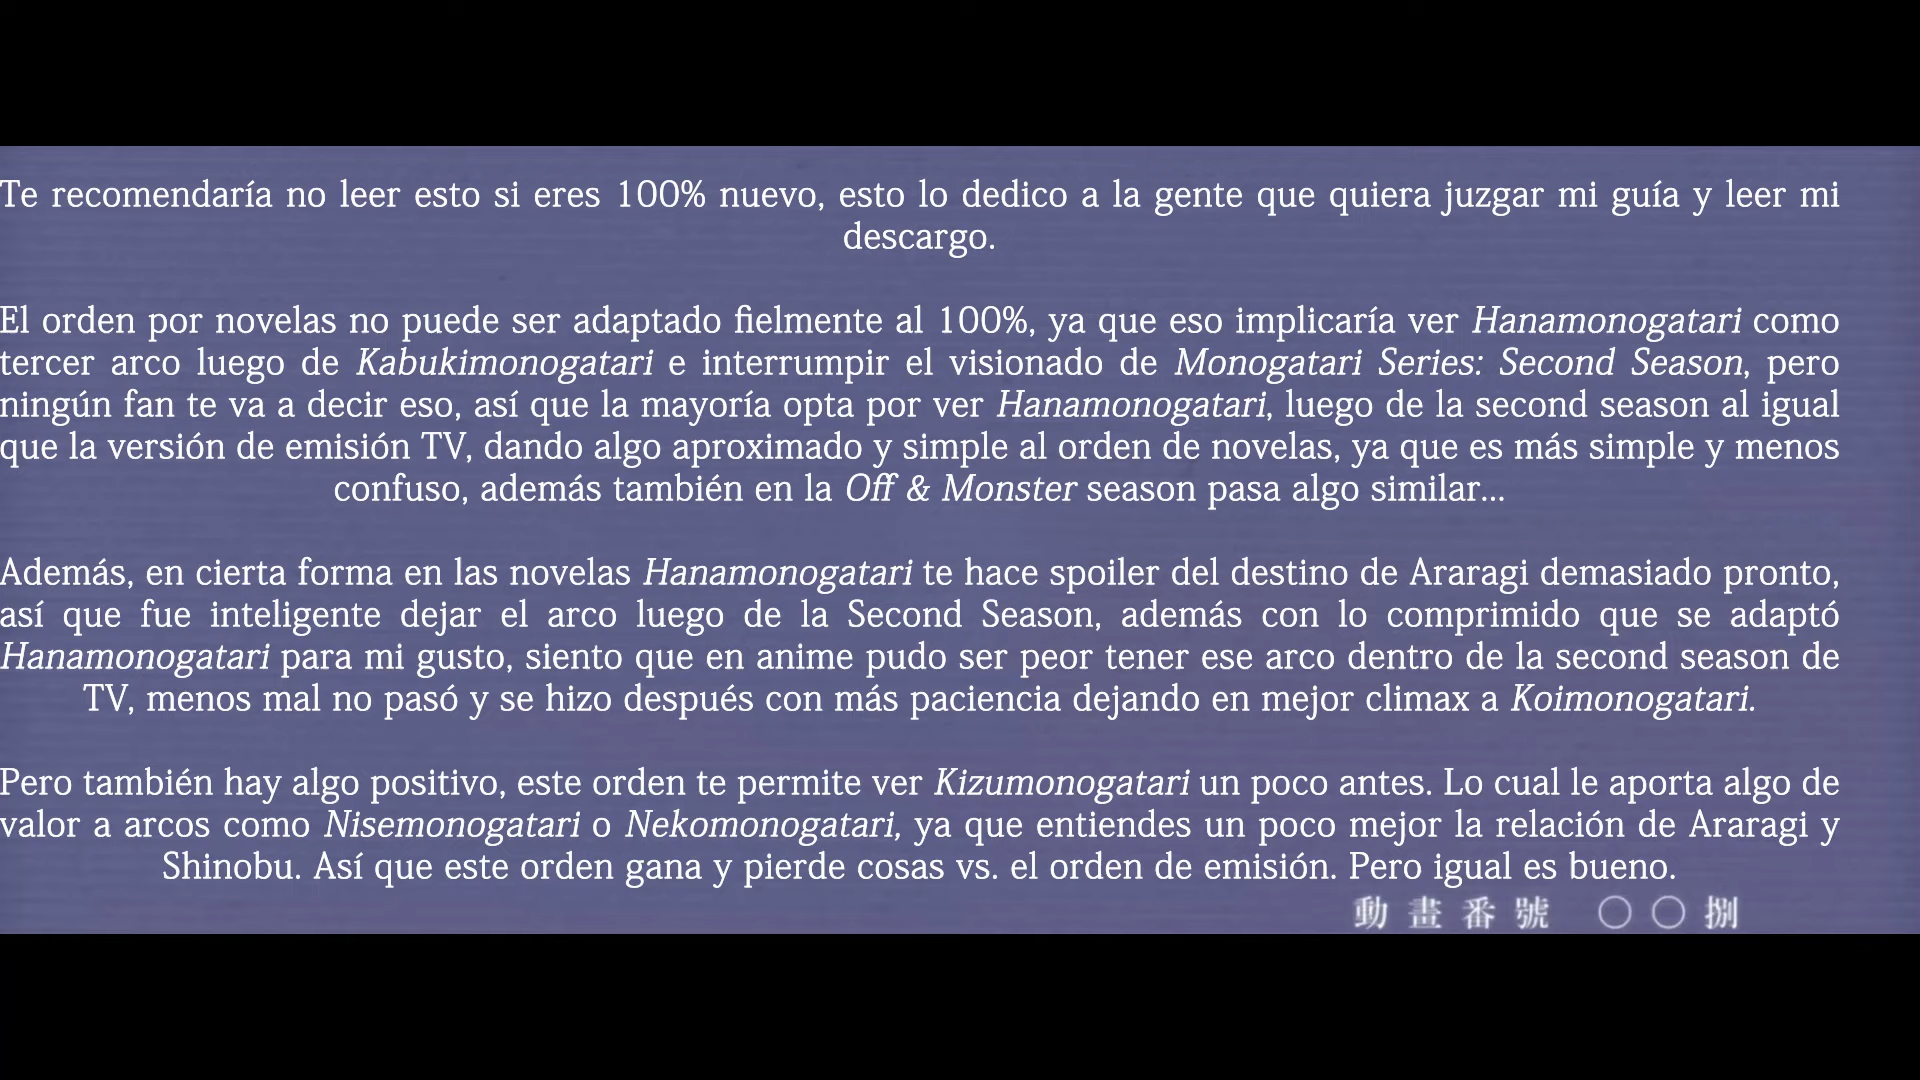 Te recomendaría no leer esto si eres 100% nuevo, esto lo dedico a la gente que quiera juzgar mi guía y leer mi
descargo.
El orden por novelas no puede ser adaptado fielmente al 100%, ya que eso implicaría ver Hanamonogatari como
tercer arco luego de Kabukimonogatari e interrumpir el visionado de Monogatari Series: Second Season, pero
ningún fan te va a decir eso, así que la mayoría opta por ver Hanamonogatari, luego de la second season al igual
que la versión de emisión TV, dando algo aproximado y simple al orden de novelas, ya que es más simple y menos
confuso, además también en la Off & Monster season pasa algo similar...
Además, en cierta forma en las novelas Hanamonogatari te hace spoiler del destino de Araragi demasiado pronto,
así que fue inteligente dejar el arco luego de la Second Season, además con lo comprimido que se adaptó
Hanamonogatari para mi gusto, siento que en anime pudo ser peor tener ese arco dentro de la second season de
TV, menos mal no pasó y se hizo después con más paciencia dejando en mejor climax a Koimonogatari.
Pero también hay algo positivo, este orden te permite ver Kizumonogatari un poco antes. Lo cual le aporta algo de
valor a arcos como Nisemonogatari o Nekomonogatari, ya que entiendes un poco mejor la relación de Araragi y
Shinobu. Así que este orden gana y pierde cosas vs. el orden de emisión. Pero igual es bueno.
動畫番號 〇〇捌